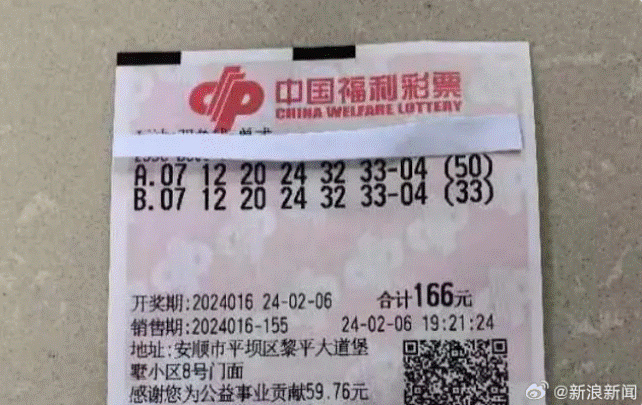 中国福利彩票
CHINA WELFARE LOTTERY
A.07 12 20 24 32 33-04 (50)
B.07 12 20 24 32 33-04 (33)
开奖期:2024016 24-02-06 合计166元
销售期:2024016-155 24-02-06 19:21:24
地址:安顺市平坝区黎平大道堡
墅小区8号门面
感谢您为公益事业贡献59.76元
@新浪新闻